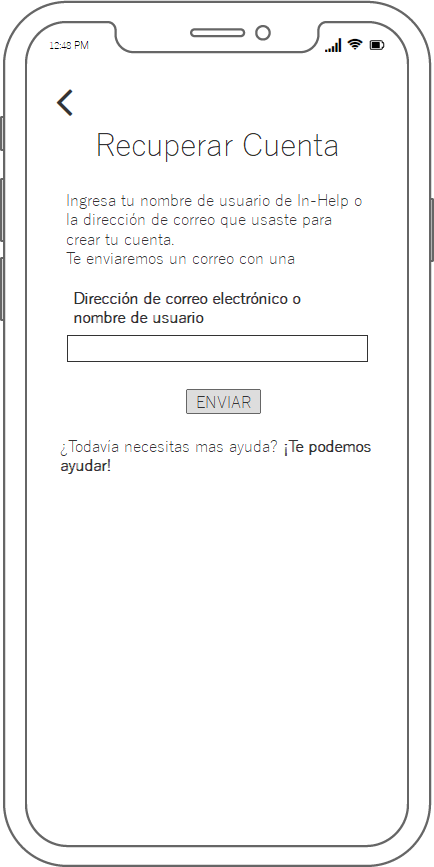 12:48 PM
Recuperar Cuenta
Ingresa tu nombre de usuario de In-Help o
la dirección de correo que usaste para
crear tu cuenta.
Te enviaremos un correo con una
Dirección de correo electrónico o
nombre de usuario
ENVIAR
¿Todavia necesitas mas ayuda? ¡Te podemos
ayudar!